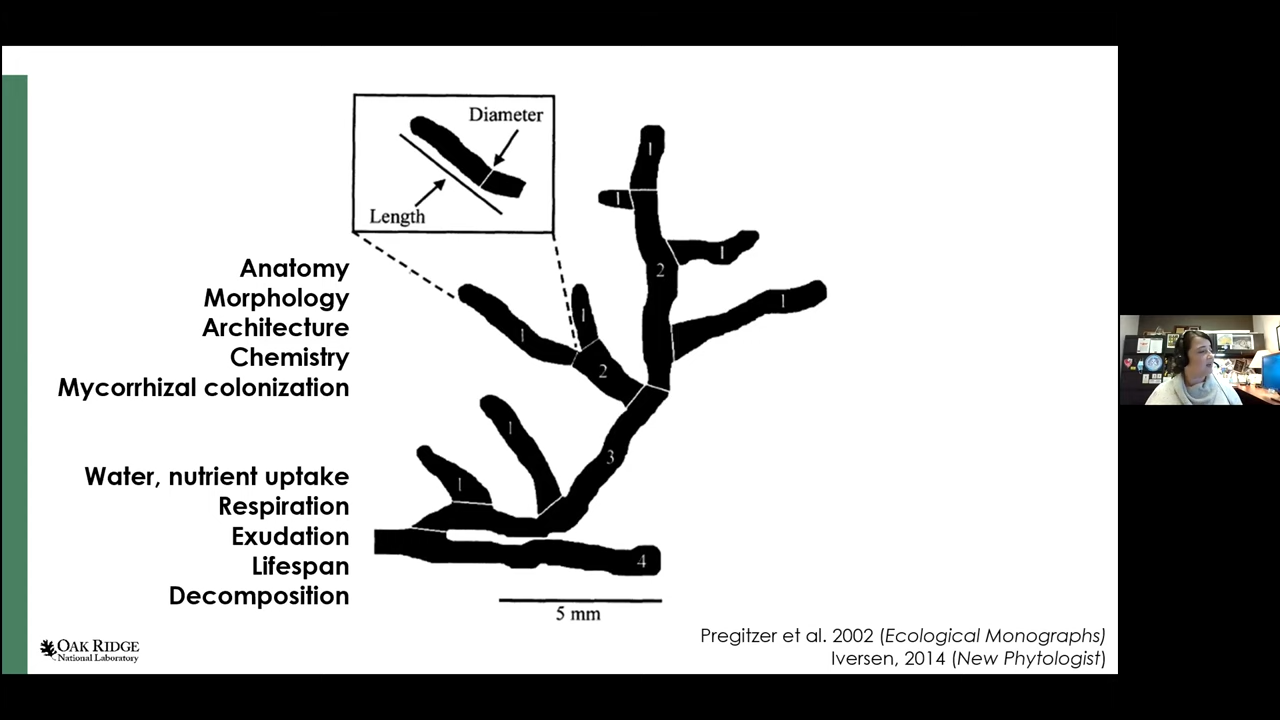 Diameter
Length
1
1
1
2
1
1
1
2
1
3
1
4
5 mm
Anatomy
Morphology
Architecture
Chemistry
Mycorrhizal colonization
Water, nutrient uptake
Respiration
Exudation
Lifespan
Decomposition
OAK RIDGE
National Laboratory
Pregitzer et al. 2002 (Ecological Monographs)
Iversen, 2014 (New Phytologist)